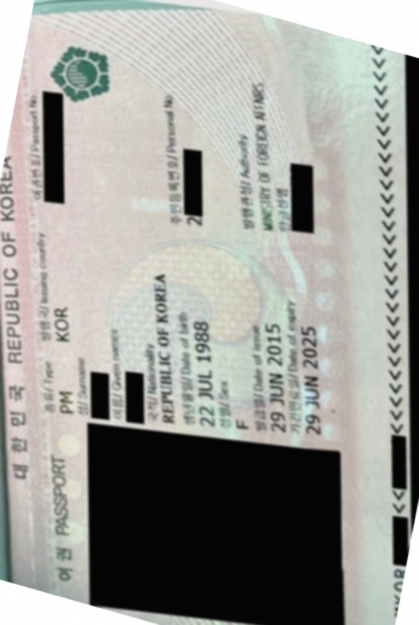 대한민국 REPUBLIC OF KOREA
여권 PASSPORT
종류/Type
발행국/Issuing country
여권번호/Passport No.
PM
KOR
성/Surname
이름/Given names
국적/Nationality
REPUBLIC OF KOREA
생년월일/Date of birth
주민등록번호/Personal No.
22 JUL 1988
2
성별/Sex
발행관청/Authority
F
MINISTRY OF FOREIGN AFFAIRS
발급일/Date of issue
한글성명
29 JUN 2015
기간만료일/Date of expiry
29 JUN 2025